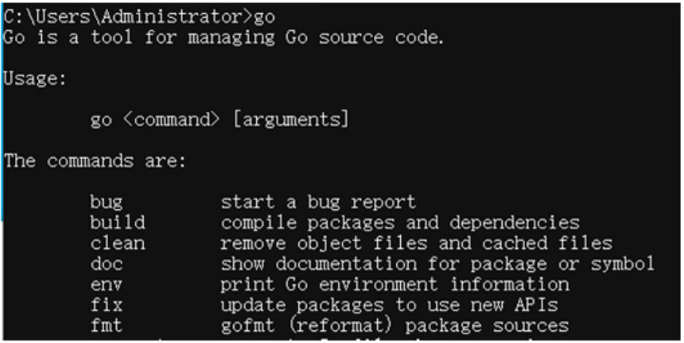 C:\Users\Administrator>go
Go is a tool for managing Go source code.
Usage:
go <command> [arguments]
The commands are:
bug start a bug report
build compile packages and dependencies
clean remove object files and cached files
doc show documentation for package or symbol
env print Go environment information
fix update packages to use new APIs
fmt gofmt (reformat) package sources